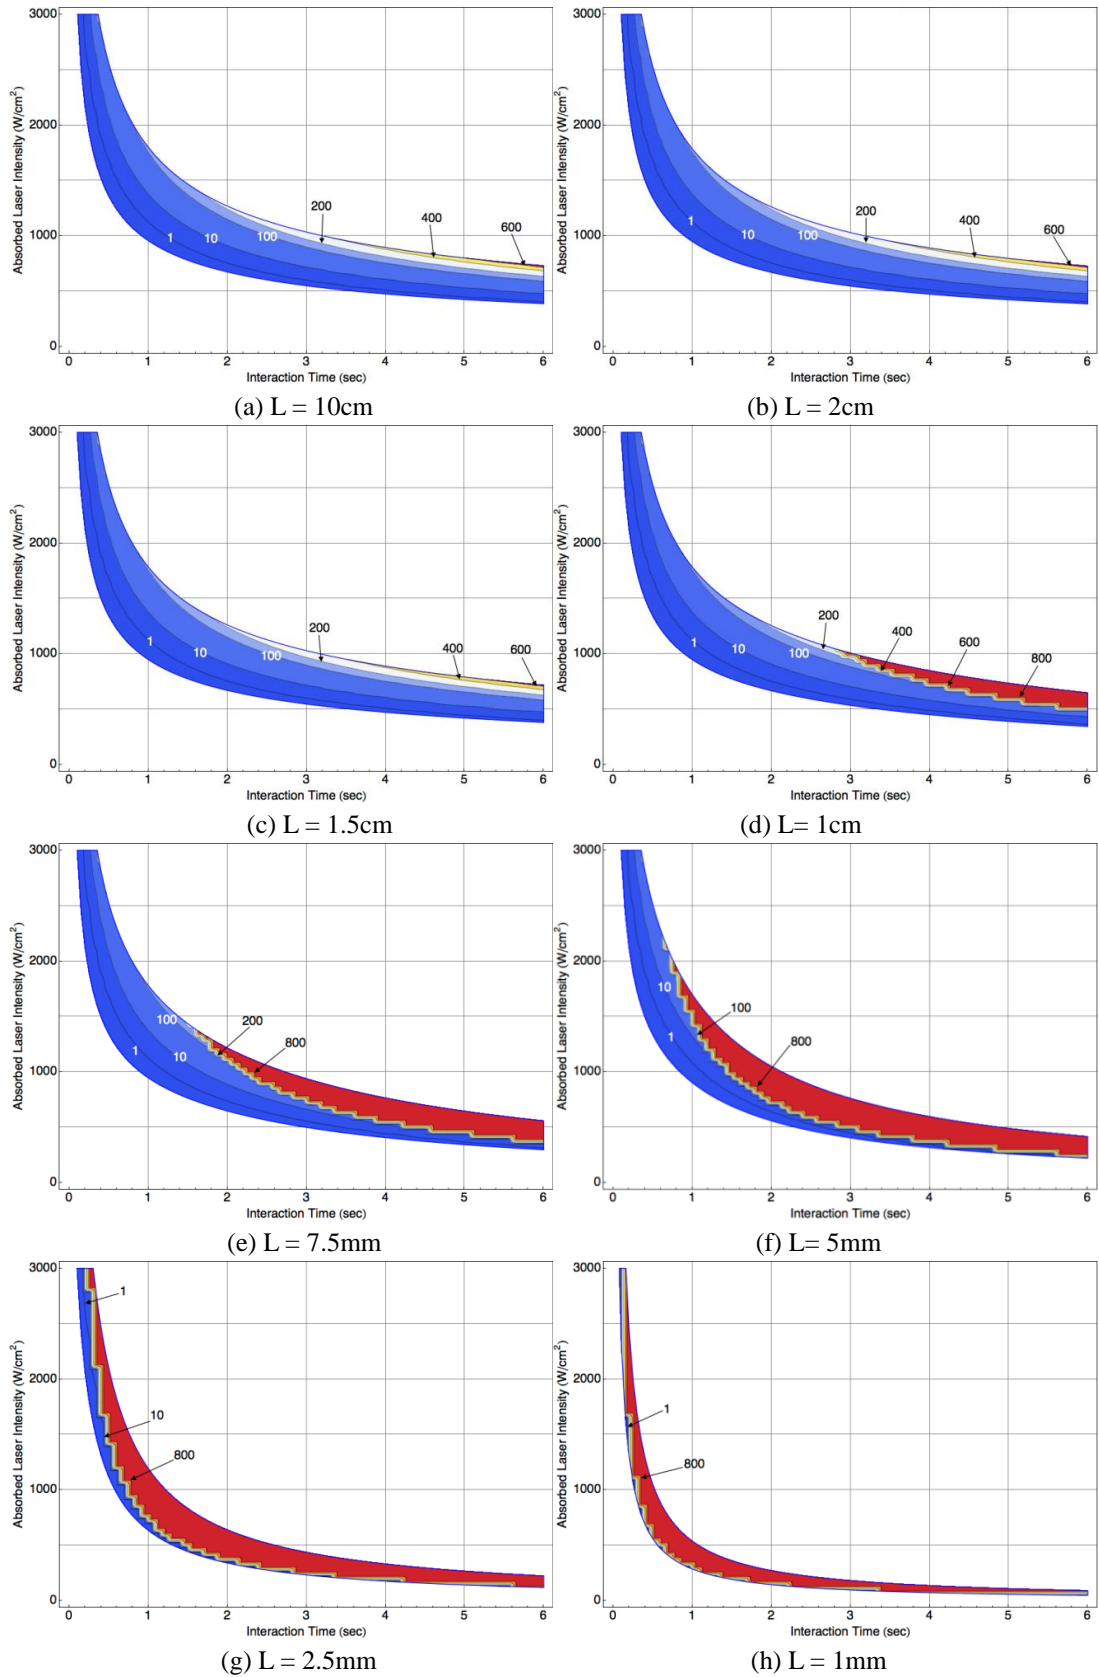 3000
2000
1000
0
Absorbed Laser Intensity (W/cm²)
1
10
100
200
400
600
0 1 2 3 4 5 6
Interaction Time (sec)
(a) L = 10cm
3000
2000
1000
0
Absorbed Laser Intensity (W/cm²)
1
10
100
200
400
600
0 1 2 3 4 5 6
Interaction Time (sec)
(b) L = 2cm
3000
2000
1000
0
Absorbed Laser Intensity (W/cm²)
1
10
100
200
400
600
0 1 2 3 4 5 6
Interaction Time (sec)
(c) L = 1.5cm
3000
2000
1000
0
Absorbed Laser Intensity (W/cm²)
1
10
100
200
400
600
800
0 1 2 3 4 5 6
Interaction Time (sec)
(d) L= 1cm
3000
2000
1000
0
Absorbed Laser Intensity (W/cm²)
1
10
100
200
800
0 1 2 3 4 5 6
Interaction Time (sec)
(e) L = 7.5mm
3000
2000
1000
0
Absorbed Laser Intensity (W/cm²)
1
10
100
800
0 1 2 3 4 5 6
Interaction Time (sec)
(f) L= 5mm
3000
2000
1000
0
Absorbed Laser Intensity (W/cm²)
1
10
800
0 1 2 3 4 5 6
Interaction Time (sec)
(g) L = 2.5mm
3000
2000
1000
0
Absorbed Laser Intensity (W/cm²)
1
800
0 1 2 3 4 5 6
Interaction Time (sec)
(h) L = 1mm